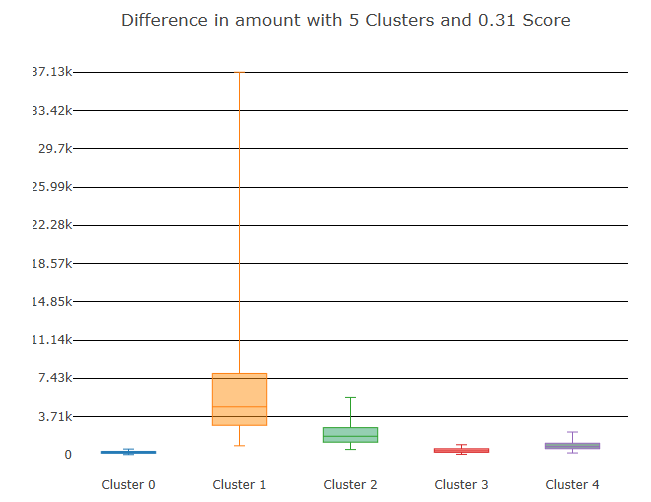 Difference in amount with 5 Clusters and 0.31 Score
37.13k
33.42k
29.7k
25.99k
22.28k
18.57k
14.85k
11.14k
7.43k
3.71k
0
Cluster 0 Cluster 1 Cluster 2 Cluster 3 Cluster 4